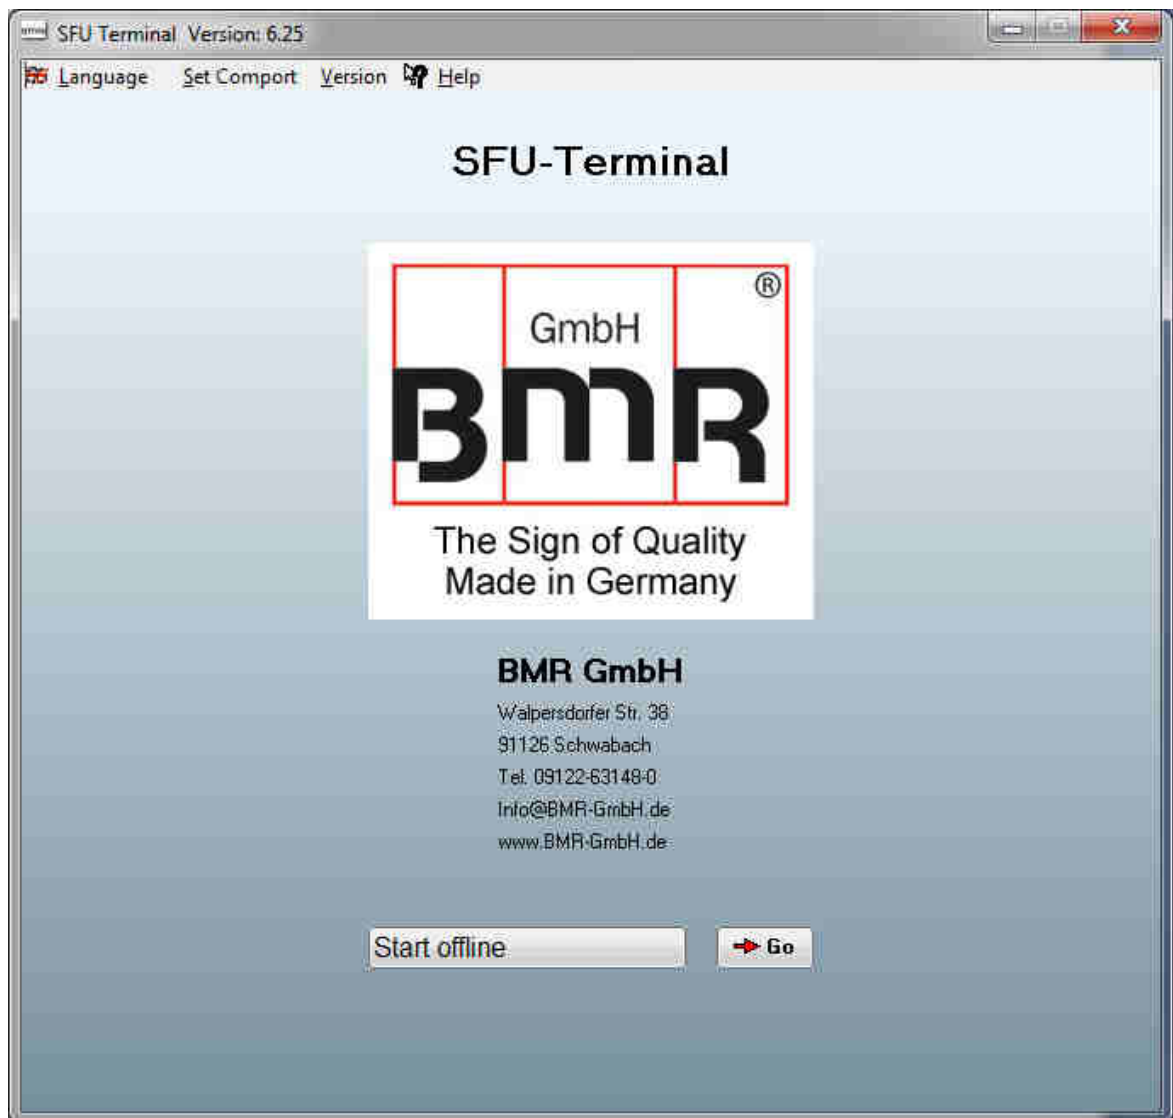 SFU Terminal Version: 6.25
Language Set Comport Version Help
SFU-Terminal
®
GmbH
BMR
The Sign of Quality
Made in Germany
BMR GmbH
Walpersdorfer Str. 38
91126 Schwabach
Tel. 09122-63148-0
Info@BMR-GmbH.de
www.BMR-GmbH.de
Start offline
Go